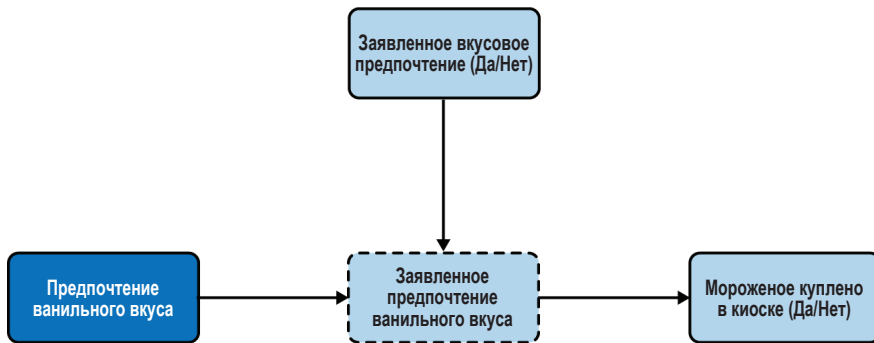 Заявленное вкусовое
предпочтение (Да/Нет)
Предпочтение
ванильного вкуса
Заявленное
предпочтение
ванильного вкуса
Мороженое куплено
в киоске (Да/Нет)